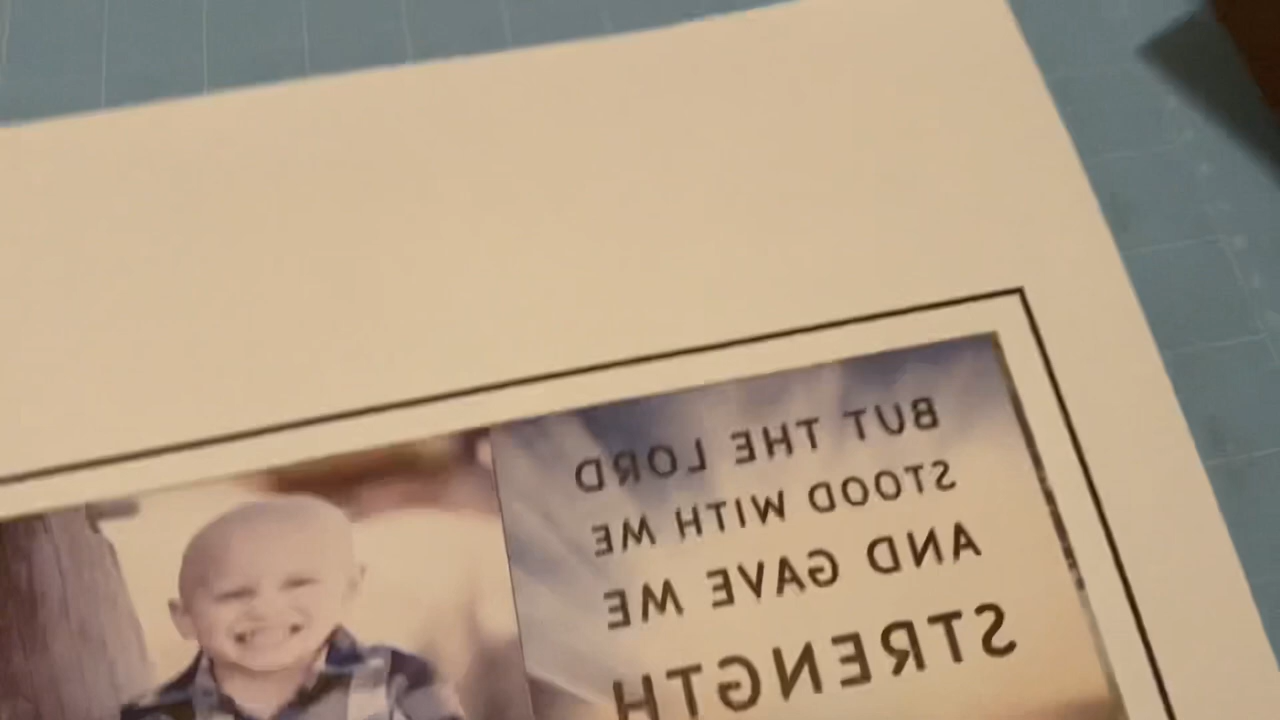 BUT THE LORD
STOOD WITH ME
AND GAVE ME
STRENGTH